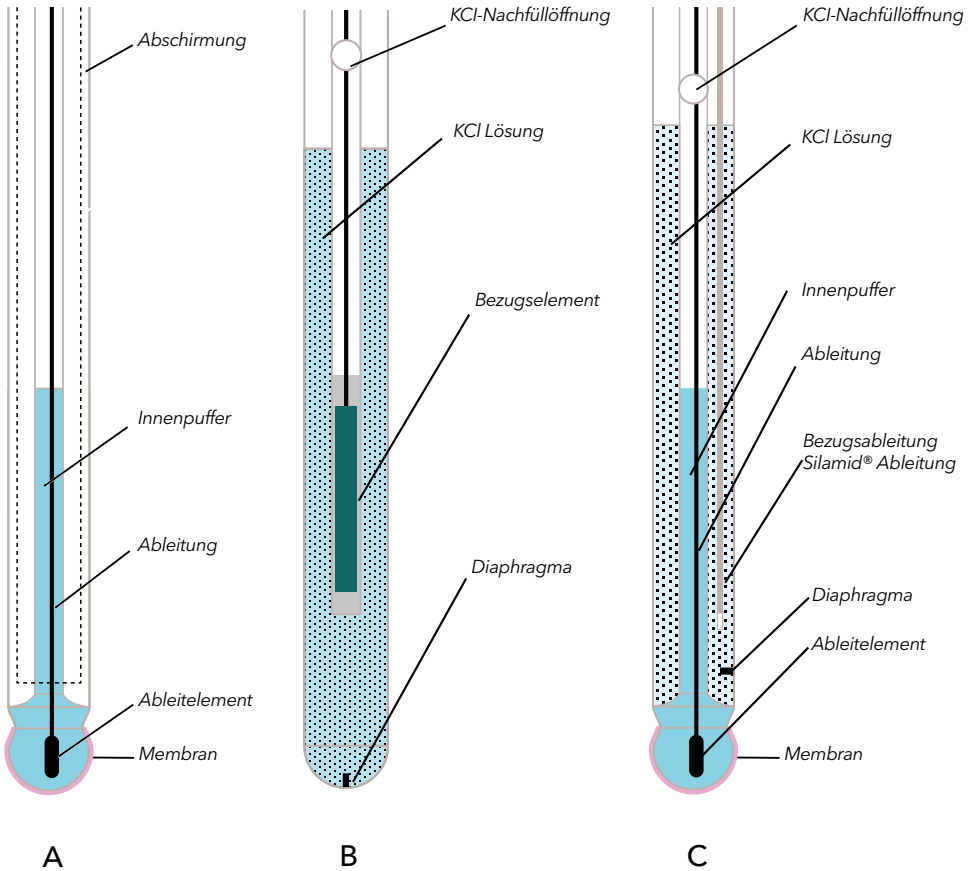 Abschirmung
Innenpuffer
Ableitung
Ableitelement
Membran
A
KCl-Nachfüllöffnung
KCl Lösung
Bezugselement
Diaphragma
B
KCl-Nachfüllöffnung
KCl Lösung
Innenpuffer
Ableitung
Bezugsableitung
Silamid® Ableitung
Diaphragma
Ableitelement
Membran
C